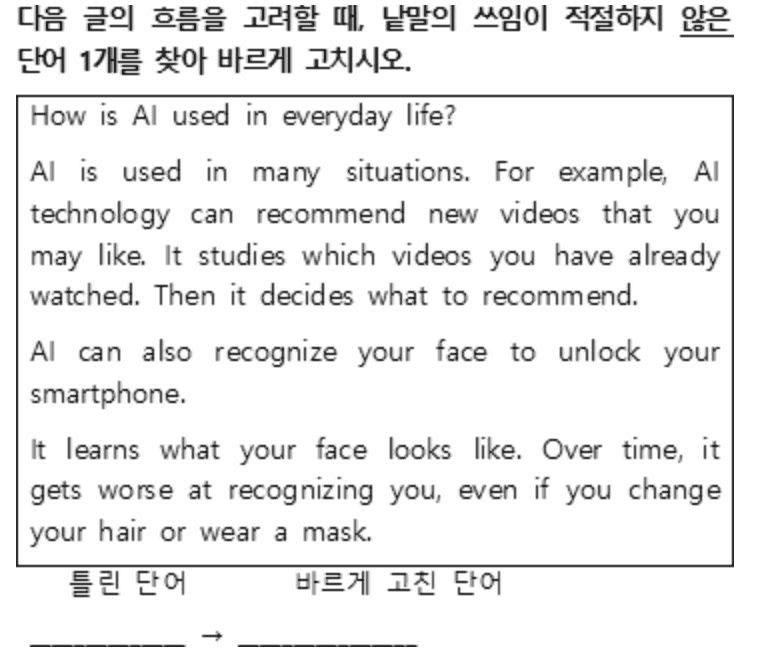 다음 글의 흐름을 고려할 때, 낱말의 쓰임이 적절하지 않은
단어 1개를 찾아 바르게 고치시오.
How is AI used in everyday life?
AI is used in many situations. For example, AI
technology can recommend new videos that you
may like. It studies which videos you have already
watched. Then it decides what to recommend.
AI can also recognize your face to unlock your
smartphone.
It learns what your face looks like. Over time, it
gets worse at recognizing you, even if you change
your hair or wear a mask.
틀린 단어 바르게 고친 단어
____________ → ______________